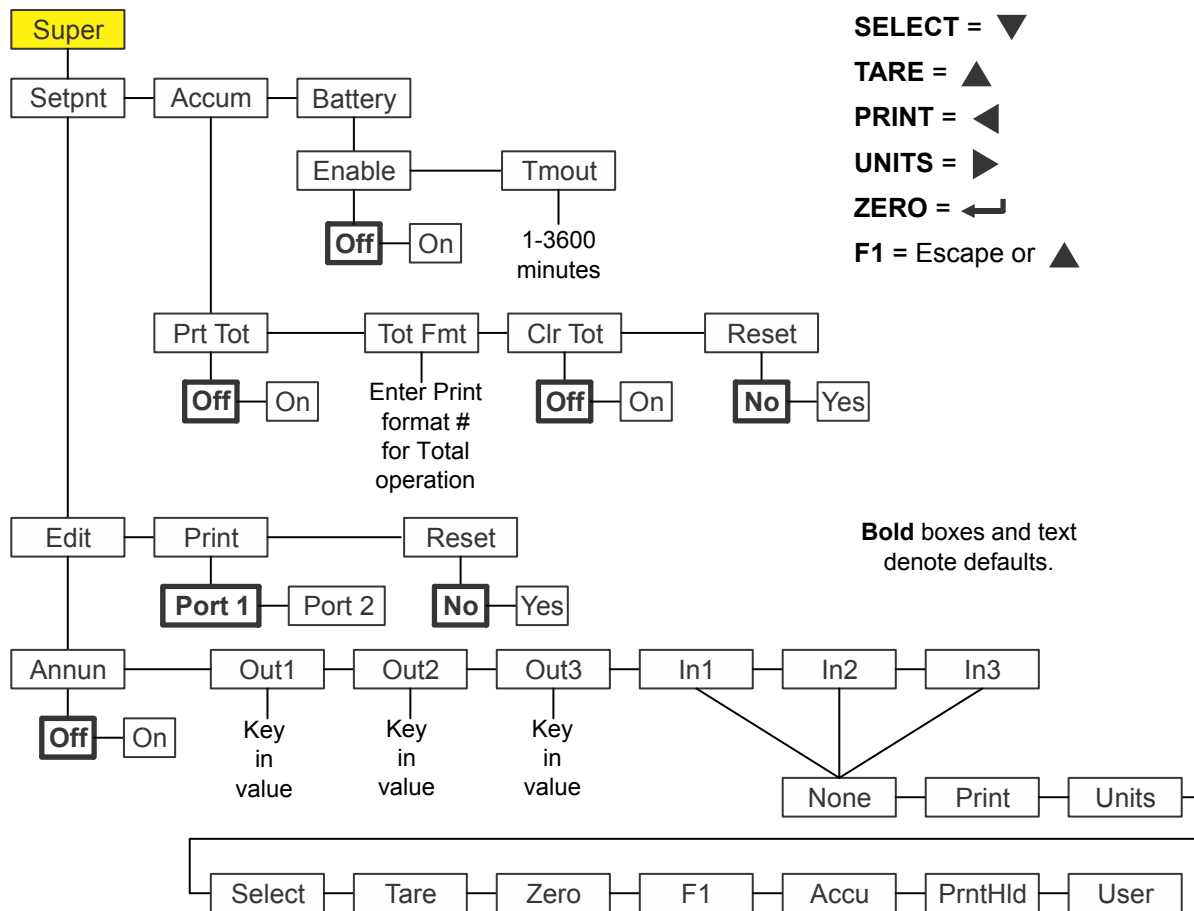 Super
SELECT = ▼
TARE = ▲
PRINT = ◀
UNITS = ▶
ZERO = ↵
F1 = Escape or ▲
Setpnt Accum Battery
Enable Tmout
Off On
1-3600
minutes
Prt Tot Tot Fmt Clr Tot Reset
Off On
Enter Print
format #
for Total
operation
Off On
No Yes
Edit Print Reset
Port 1 Port 2
No Yes
Bold boxes and text
denote defaults.
Annun Out1 Out2 Out3 In1 In2 In3
Off On
Key
in
value
Key
in
value
Key
in
value
None Print Units
Select Tare Zero F1 Accu PrntHld User